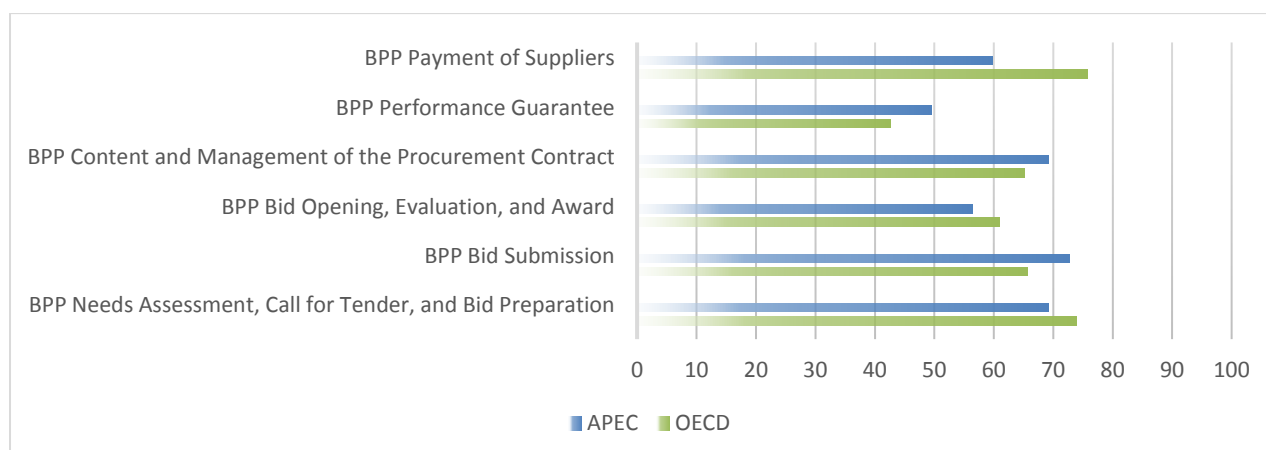 BPP Payment of Suppliers
BPP Performance Guarantee
BPP Content and Management of the Procurement Contract
BPP Bid Opening, Evaluation, and Award
BPP Bid Submission
BPP Needs Assessment, Call for Tender, and Bid Preparation
0 10 20 30 40 50 60 70 80 90 100
APEC OECD